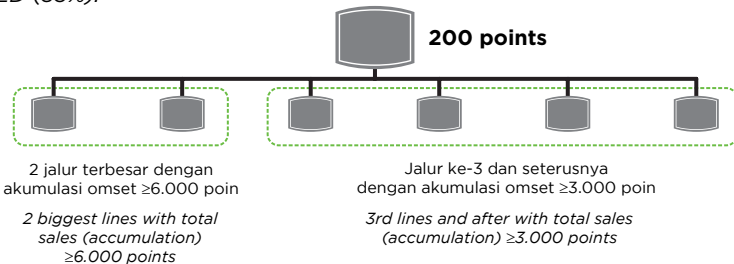 200 points
2 jalur terbesar dengan
akumulasi omset ≥6.000 poin
2 biggest lines with total
sales (accumulation)
≥6.000 points
Jalur ke-3 dan seterusnya
dengan akumulasi omset ≥3.000 poin
3rd lines and after with total sales
(accumulation) ≥3.000 points